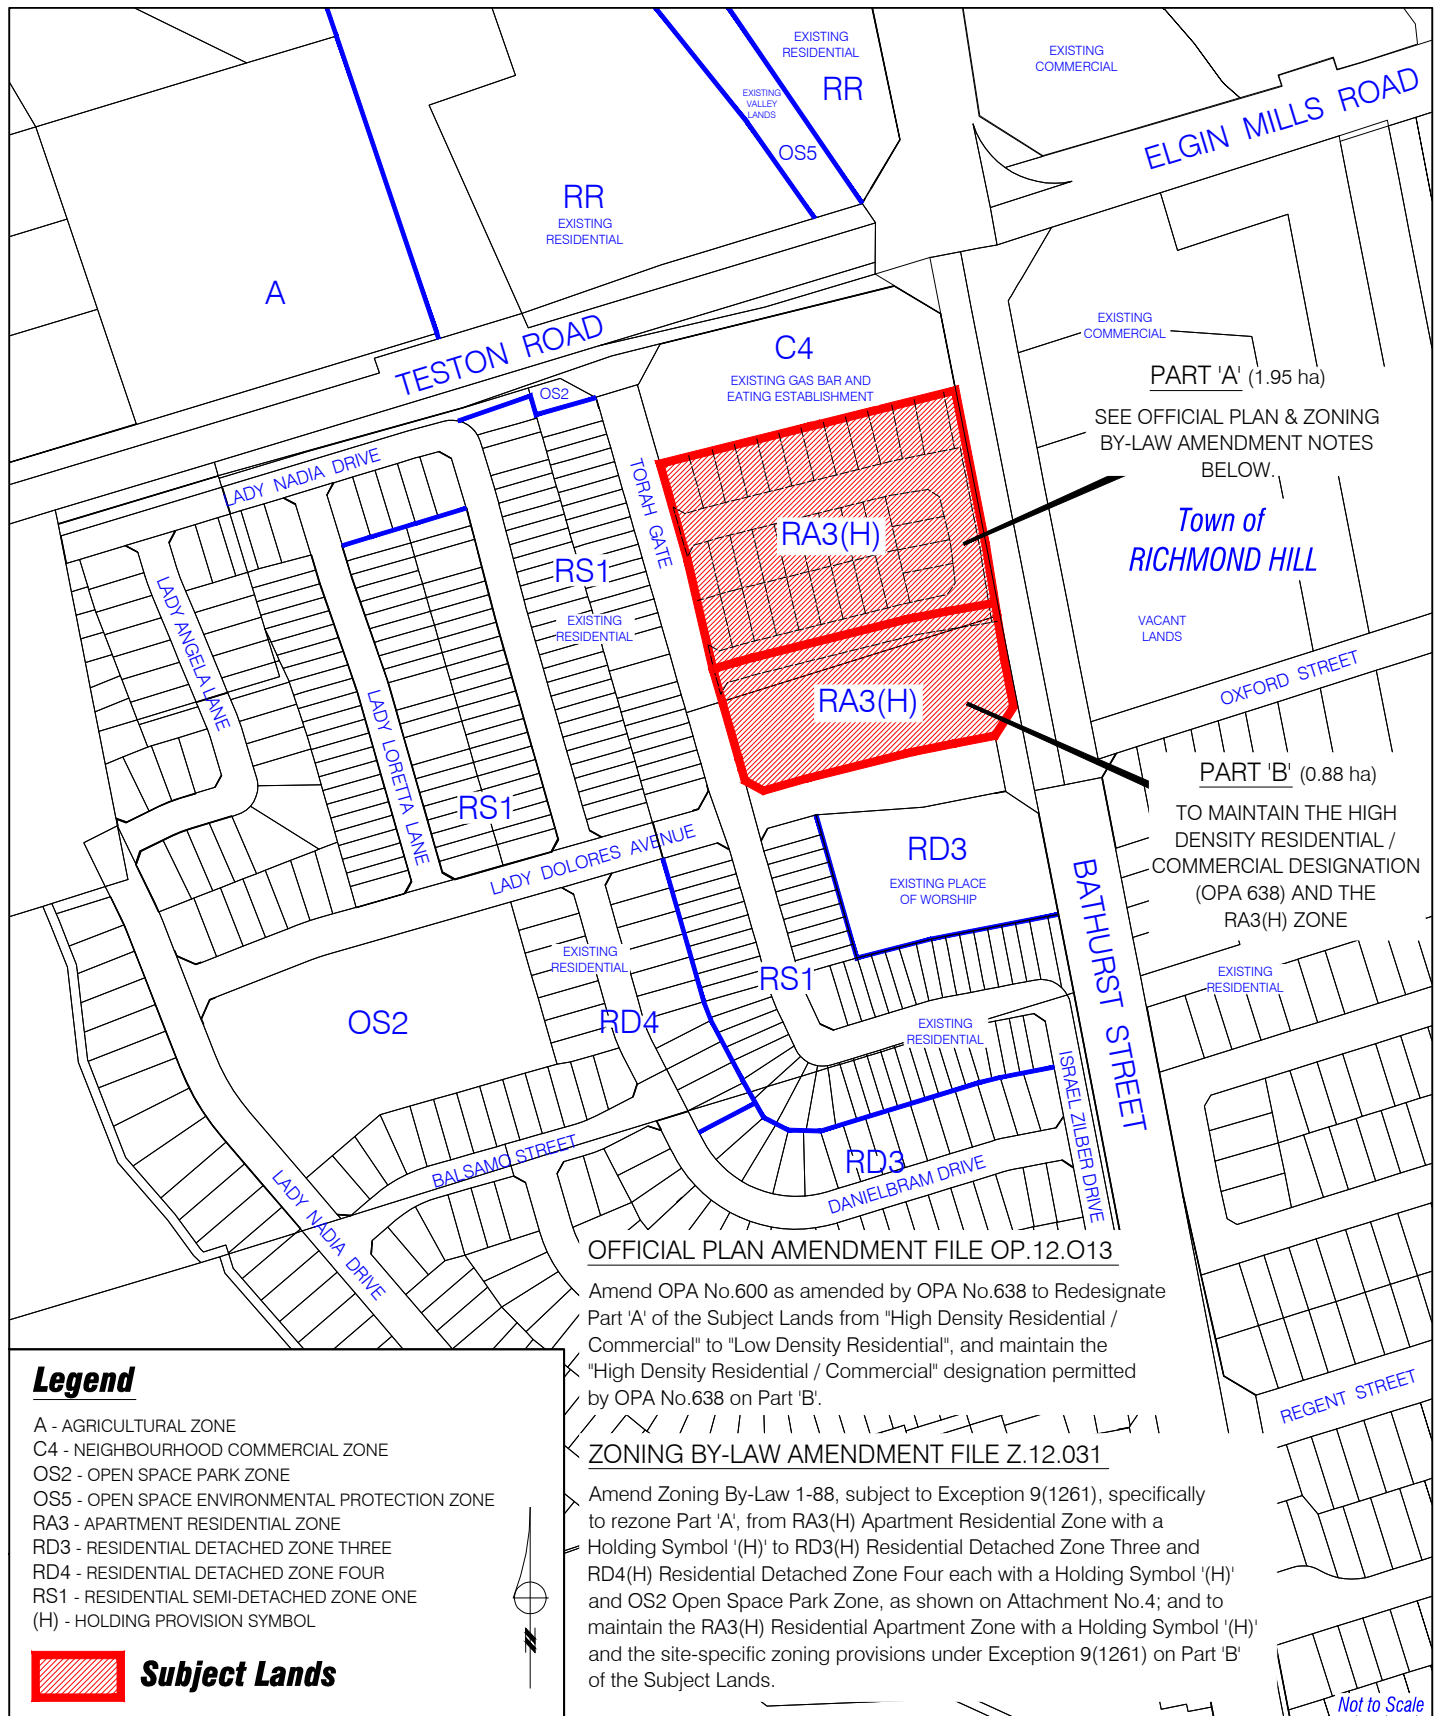 EXISTING
RESIDENTIAL
RR
EXISTING
COMMERCIAL
EXISTING
VALLEY
LANDS
OS5
ELGIN MILLS ROAD
RR
EXISTING
RESIDENTIAL
A
TESTON ROAD
C4
EXISTING GAS BAR AND
EATING ESTABLISHMENT
EXISTING
COMMERCIAL
PART 'A' (1.95 ha)
SEE OFFICIAL PLAN & ZONING
BY-LAW AMENDMENT NOTES
BELOW.
OS2
LADY NADIA DRIVE
TORAH GATE
RA3(H)
Town of
RICHMOND HILL
RS1
EXISTING
RESIDENTIAL
VACANT
LANDS
LADY ANGELA LANE
OXFORD STREET
RA3(H)
LADY LORETTA LANE
PART 'B' (0.88 ha)
TO MAINTAIN THE HIGH
DENSITY RESIDENTIAL /
COMMERCIAL DESIGNATION
(OPA 638) AND THE
RA3(H) ZONE
RS1
LADY DOLORES AVENUE
RD3
EXISTING PLACE
OF WORSHIP
BATHURST STREET
EXISTING
RESIDENTIAL
RS1
EXISTING
RESIDENTIAL
OS2
RD4
EXISTING
RESIDENTIAL
ISRAEL ZILBER DRIVE
BALSAMO STREET
RD3
DANIELBRAM DRIVE
LADY NADIA DRIVE
OFFICIAL PLAN AMENDMENT FILE OP.12.O13
Amend OPA No.600 as amended by OPA No.638 to Redesignate
Part 'A' of the Subject Lands from "High Density Residential /
Commercial" to "Low Density Residential", and maintain the
"High Density Residential / Commercial" designation permitted
by OPA No.638 on Part 'B'.
REGENT STREET
ZONING BY-LAW AMENDMENT FILE Z.12.031
Amend Zoning By-Law 1-88, subject to Exception 9(1261), specifically
to rezone Part 'A', from RA3(H) Apartment Residential Zone with a
Holding Symbol '(H)' to RD3(H) Residential Detached Zone Three and
RD4(H) Residential Detached Zone Four each with a Holding Symbol '(H)'
and OS2 Open Space Park Zone, as shown on Attachment No.4; and to
maintain the RA3(H) Residential Apartment Zone with a Holding Symbol '(H)'
and the site-specific zoning provisions under Exception 9(1261) on Part 'B'
of the Subject Lands.
Legend
A - AGRICULTURAL ZONE
C4 - NEIGHBOURHOOD COMMERCIAL ZONE
OS2 - OPEN SPACE PARK ZONE
OS5 - OPEN SPACE ENVIRONMENTAL PROTECTION ZONE
RA3 - APARTMENT RESIDENTIAL ZONE
RD3 - RESIDENTIAL DETACHED ZONE THREE
RD4 - RESIDENTIAL DETACHED ZONE FOUR
RS1 - RESIDENTIAL SEMI-DETACHED ZONE ONE
(H) - HOLDING PROVISION SYMBOL
Subject Lands
N
Not to Scale